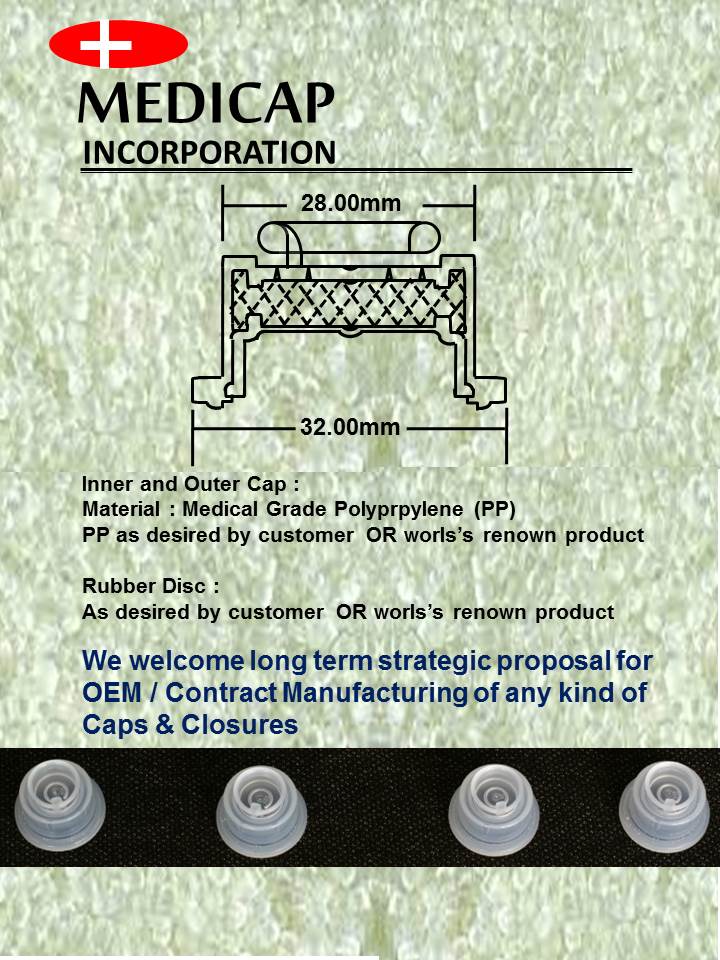 MEDICAP
INCORPORATION
28.00mm
32.00mm
Inner and Outer Cap :
Material : Medical Grade Polyprpylene (PP)
PP as desired by customer OR worls’s renown product
Rubber Disc :
As desired by customer OR worls’s renown product
We welcome long term strategic proposal for
OEM / Contract Manufacturing of any kind of
Caps & Closures